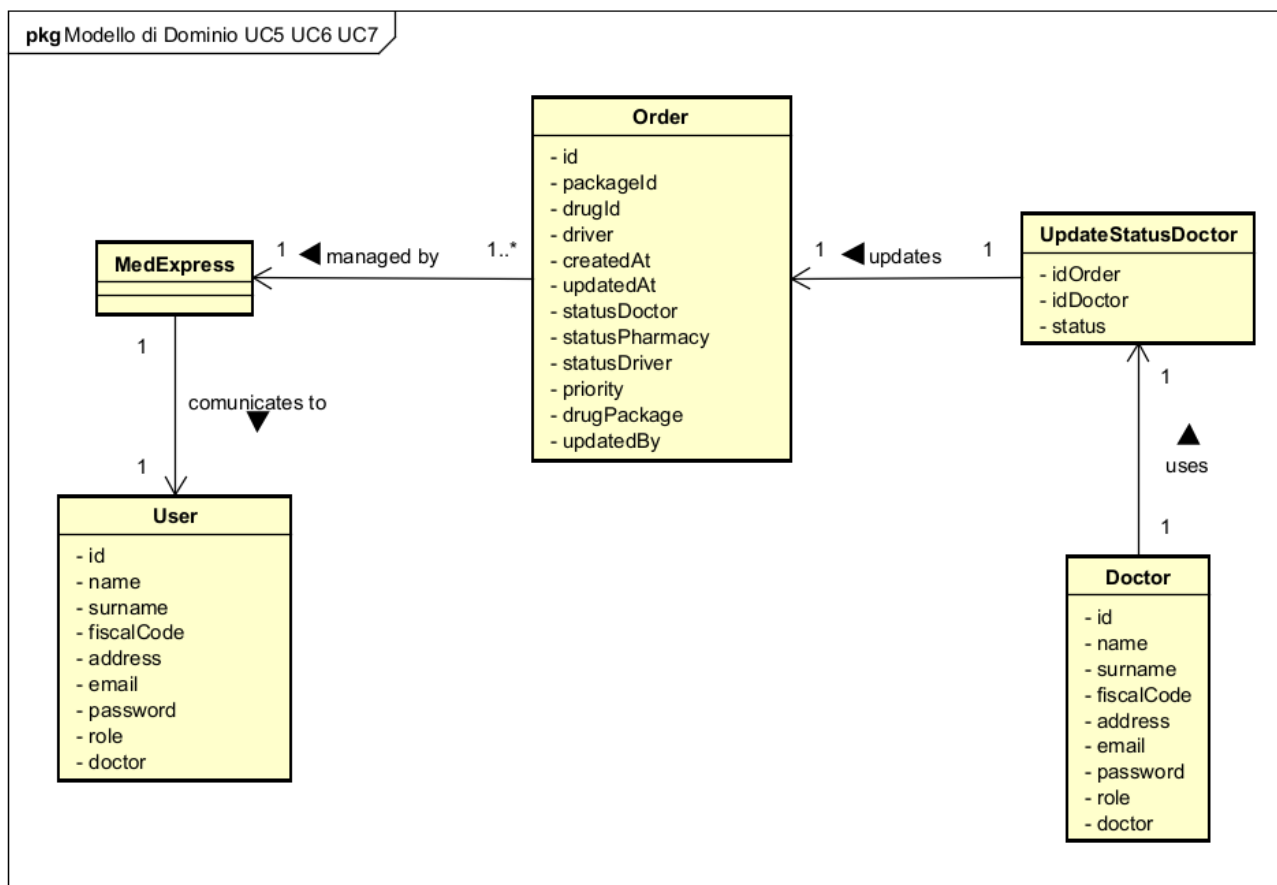 pkg Modello di Dominio UC5 UC6 UC7
Order
- id
- packageId
- drugId
- driver
- createdAt
- updatedAt
- statusDoctor
- statusPharmacy
- statusDriver
- priority
- drugPackage
- updatedBy
MedExpress
1
managed by
1..*
1
updates
1
UpdateStatusDoctor
- idOrder
- idDoctor
- status
1
comunicates to
1
User
- id
- name
- surname
- fiscalCode
- address
- email
- password
- role
- doctor
1
uses
1
Doctor
- id
- name
- surname
- fiscalCode
- address
- email
- password
- role
- doctor